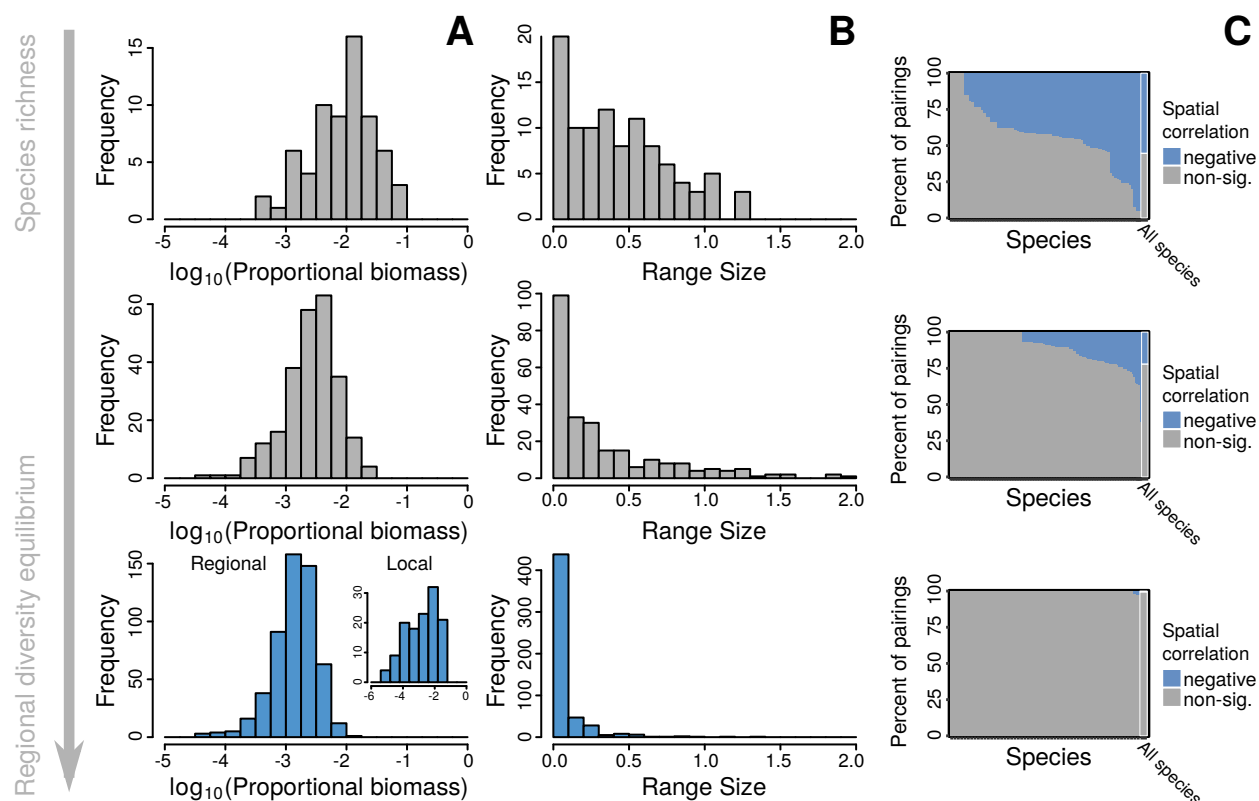 Species richness
Regional diversity equilibrium
A
Frequency
0
5
10
15
-5
-4
-3
-2
-1
0
log10(Proportional biomass)
B
Frequency
0
5
10
15
20
0.0
0.5
1.0
1.5
2.0
Range Size
C
Percent of pairings
0
25
50
75
100
Species
All species
Spatial
correlation
negative
non-sig.
Frequency
0
20
40
60
-5
-4
-3
-2
-1
0
log10(Proportional biomass)
Frequency
0
20
40
60
80
100
0.0
0.5
1.0
1.5
2.0
Range Size
Percent of pairings
0
25
50
75
100
Species
All species
Spatial
correlation
negative
non-sig.
Regional
Frequency
0
50
100
150
-5
-4
-3
-2
-1
0
log10(Proportional biomass)
Local
0
10
20
30
-6
-4
-2
0
Frequency
0
100
200
300
400
0.0
0.5
1.0
1.5
2.0
Range Size
Percent of pairings
0
25
50
75
100
Species
All species
Spatial
correlation
negative
non-sig.